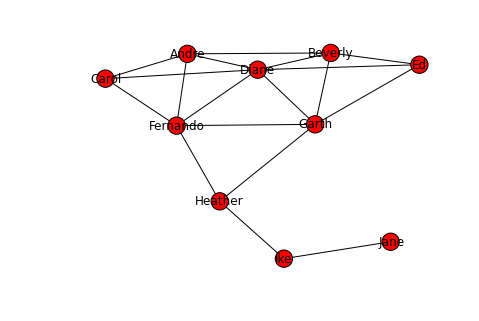 Andre
Beverly
Carol
Diane
Ed
Fernando
Garth
Heather
Ike
Jane